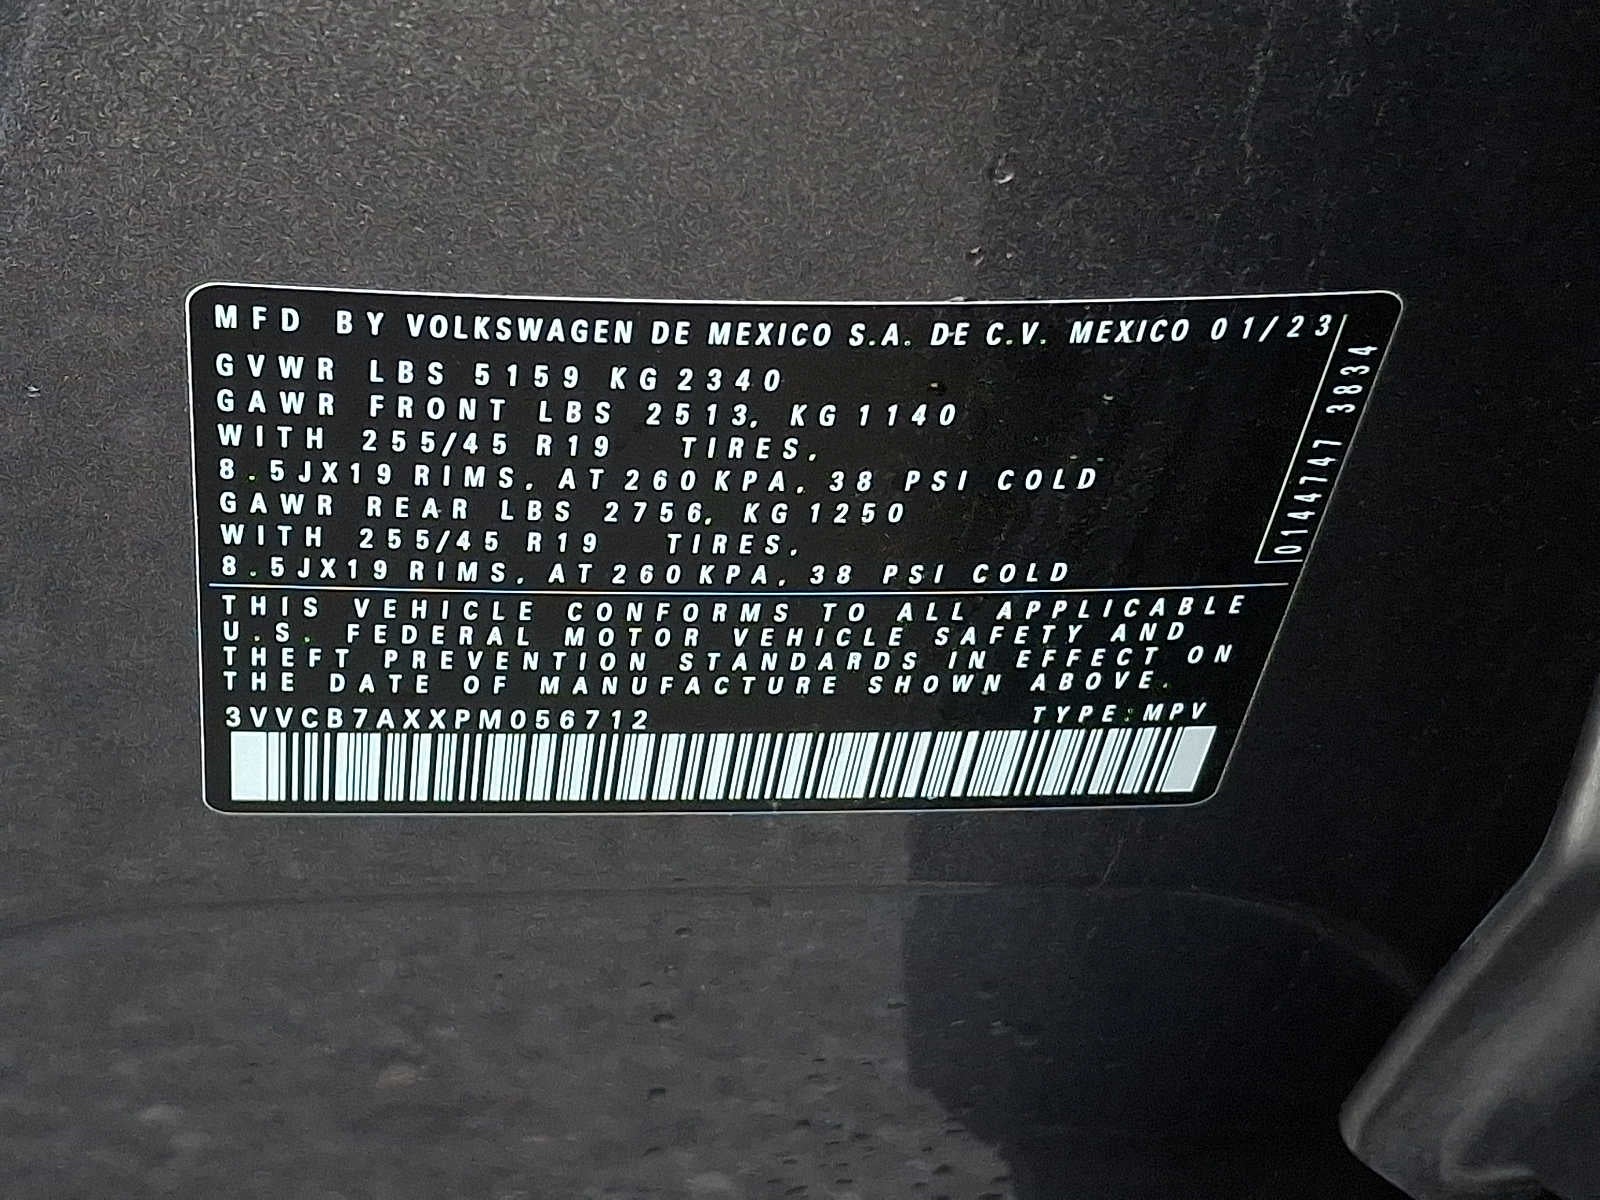 MFD BY VOLKSWAGEN DE MEXICO S.A. DE C.V. MEXICO 01/23
GVWR LBS 5159 KG 2340
GAWR FRONT LBS 2513, KG 1140
WITH 255/45 R19 TIRES.
8.5JX19 RIMS, AT 260 KPA, 38 PSI COLD
GAWR REAR LBS 2756, KG 1250
WITH 255/45 R19 TIRES.
8.5JX19 RIMS, AT 260 KPA, 38 PSI COLD
0144747 3834
THIS VEHICLE CONFORMS TO ALL APPLICABLE
U.S. FEDERAL MOTOR VEHICLE SAFETY AND
THEFT PREVENTION STANDARDS IN EFFECT ON
THE DATE OF MANUFACTURE SHOWN ABOVE.
3VVCB7AXXPM056712 TYPE: MPV